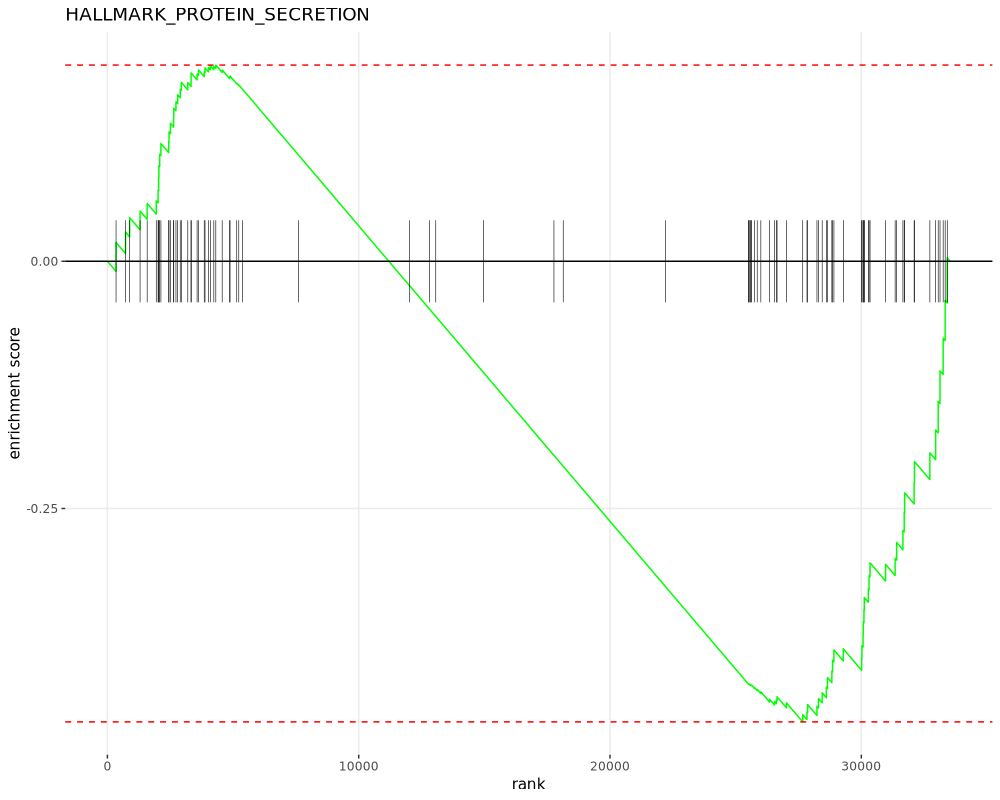 HALLMARK_PROTEIN_SECRETION
enrichment score
0.00
-0.25
0
10000
20000
30000
rank